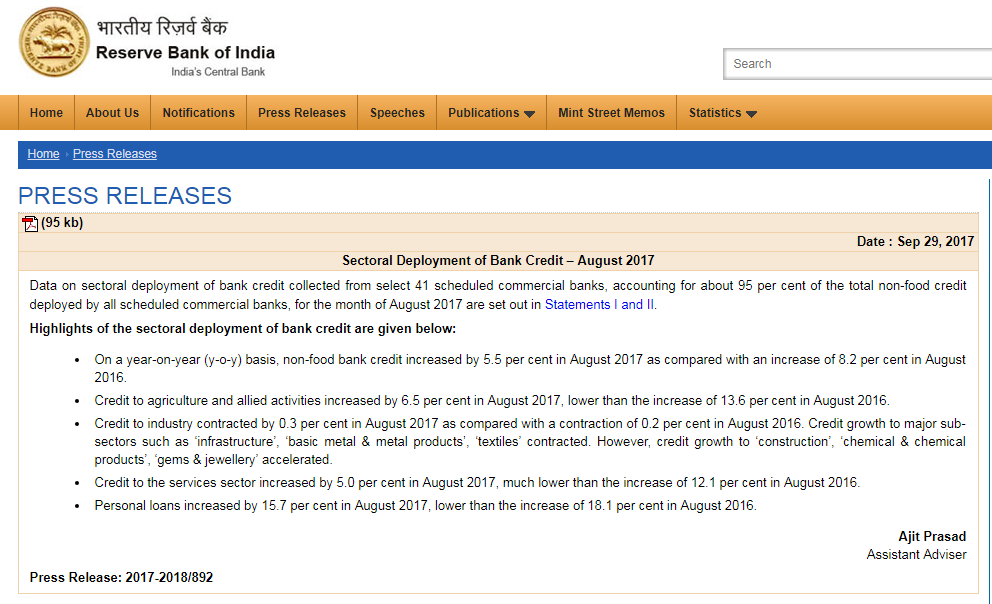 भारतीय रिज़र्व बैंक
Reserve Bank of India
India's Central Bank
Search
Home About Us Notifications Press Releases Speeches Publications Mint Street Memos Statistics
Home › Press Releases
PRESS RELEASES
(95 kb)
Date : Sep 29, 2017
Sectoral Deployment of Bank Credit – August 2017
Data on sectoral deployment of bank credit collected from select 41 scheduled commercial banks, accounting for about 95 per cent of the total non-food credit
deployed by all scheduled commercial banks, for the month of August 2017 are set out in Statements I and II.
Highlights of the sectoral deployment of bank credit are given below:
• On a year-on-year (y-o-y) basis, non-food bank credit increased by 5.5 per cent in August 2017 as compared with an increase of 8.2 per cent in August
2016.
• Credit to agriculture and allied activities increased by 6.5 per cent in August 2017, lower than the increase of 13.6 per cent in August 2016.
• Credit to industry contracted by 0.3 per cent in August 2017 as compared with a contraction of 0.2 per cent in August 2016. Credit growth to major sub-
sectors such as ‘infrastructure’, ‘basic metal & metal products’, ‘textiles’ contracted. However, credit growth to ‘construction’, ‘chemical & chemical
products’, ‘gems & jewellery’ accelerated.
• Credit to the services sector increased by 5.0 per cent in August 2017, much lower than the increase of 12.1 per cent in August 2016.
• Personal loans increased by 15.7 per cent in August 2017, lower than the increase of 18.1 per cent in August 2016.
Ajit Prasad
Assistant Adviser
Press Release: 2017-2018/892